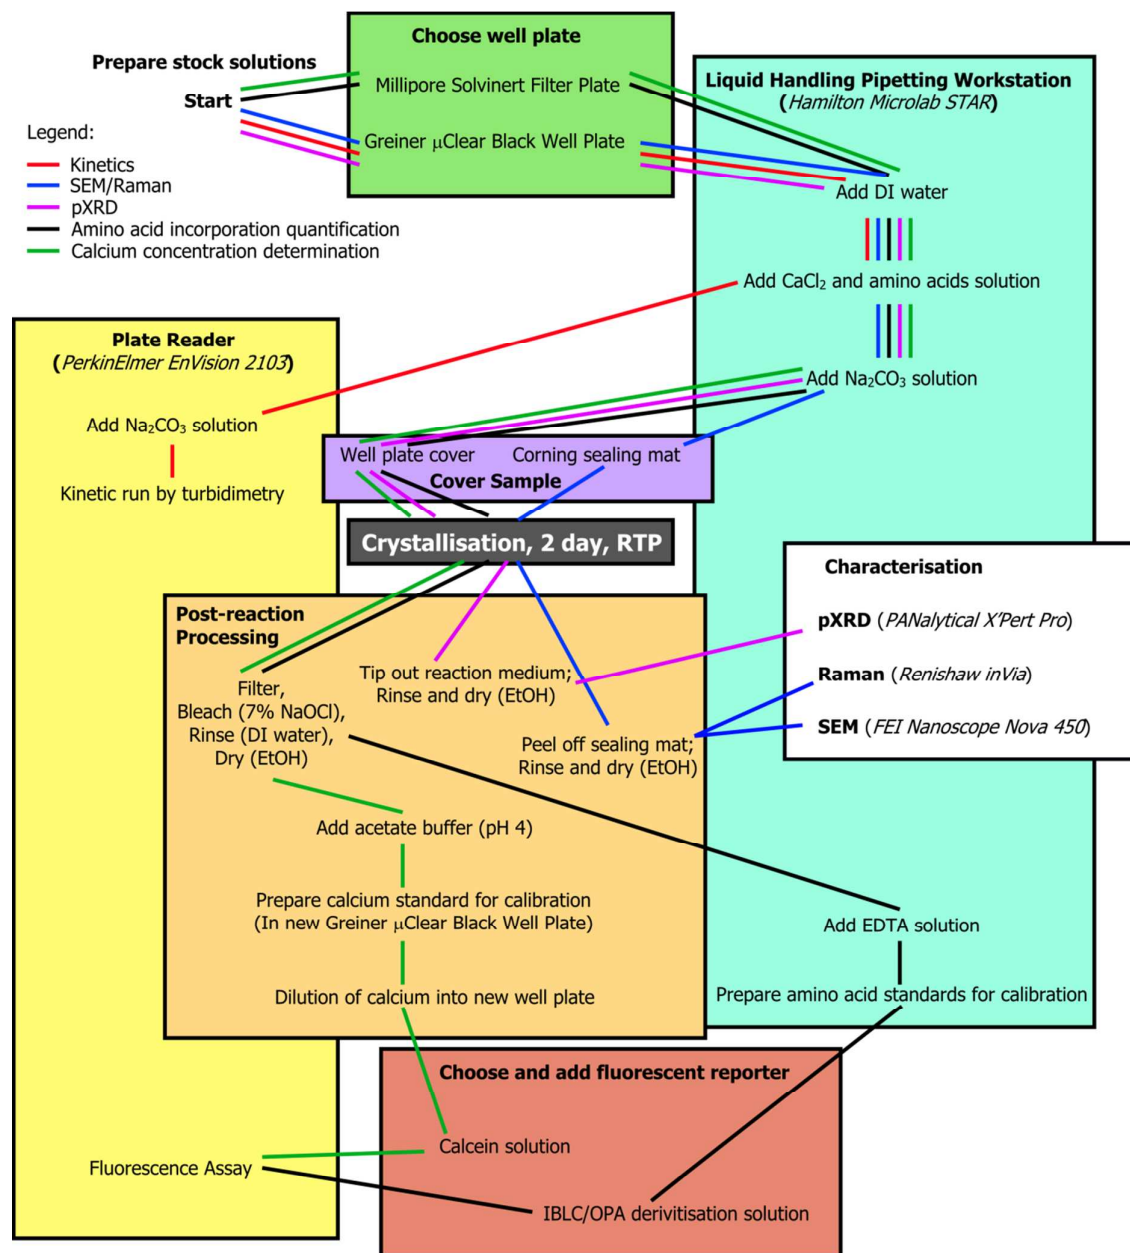 Choose well plate
Prepare stock solutions
Start
Millipore Solvinert Filter Plate
Greiner μClear Black Well Plate
Legend:
Kinetics
SEM/Raman
pXRD
Amino acid incorporation quantification
Calcium concentration determination
Liquid Handling Pipetting Workstation
(Hamilton Microlab STAR)
Add DI water
Add CaCl₂ and amino acids solution
Add Na₂CO₃ solution
Plate Reader
(PerkinElmer EnVision 2103)
Add Na₂CO₃ solution
Kinetic run by turbidimetry
Well plate cover
Corning sealing mat
Cover Sample
Crystallisation, 2 day, RTP
Characterisation
pXRD (PANalytical X'Pert Pro)
Raman (Renishaw inVia)
SEM (FEI Nanoscope Nova 450)
Post-reaction
Processing
Filter,
Bleach (7% NaOCl),
Rinse (DI water),
Dry (EtOH)
Tip out reaction medium;
Rinse and dry (EtOH)
Peel off sealing mat;
Rinse and dry (EtOH)
Add acetate buffer (pH 4)
Prepare calcium standard for calibration
(In new Greiner μClear Black Well Plate)
Dilution of calcium into new well plate
Add EDTA solution
Prepare amino acid standards for calibration
Choose and add fluorescent reporter
Calcein solution
Fluorescence Assay
IBLC/OPA derivitisation solution